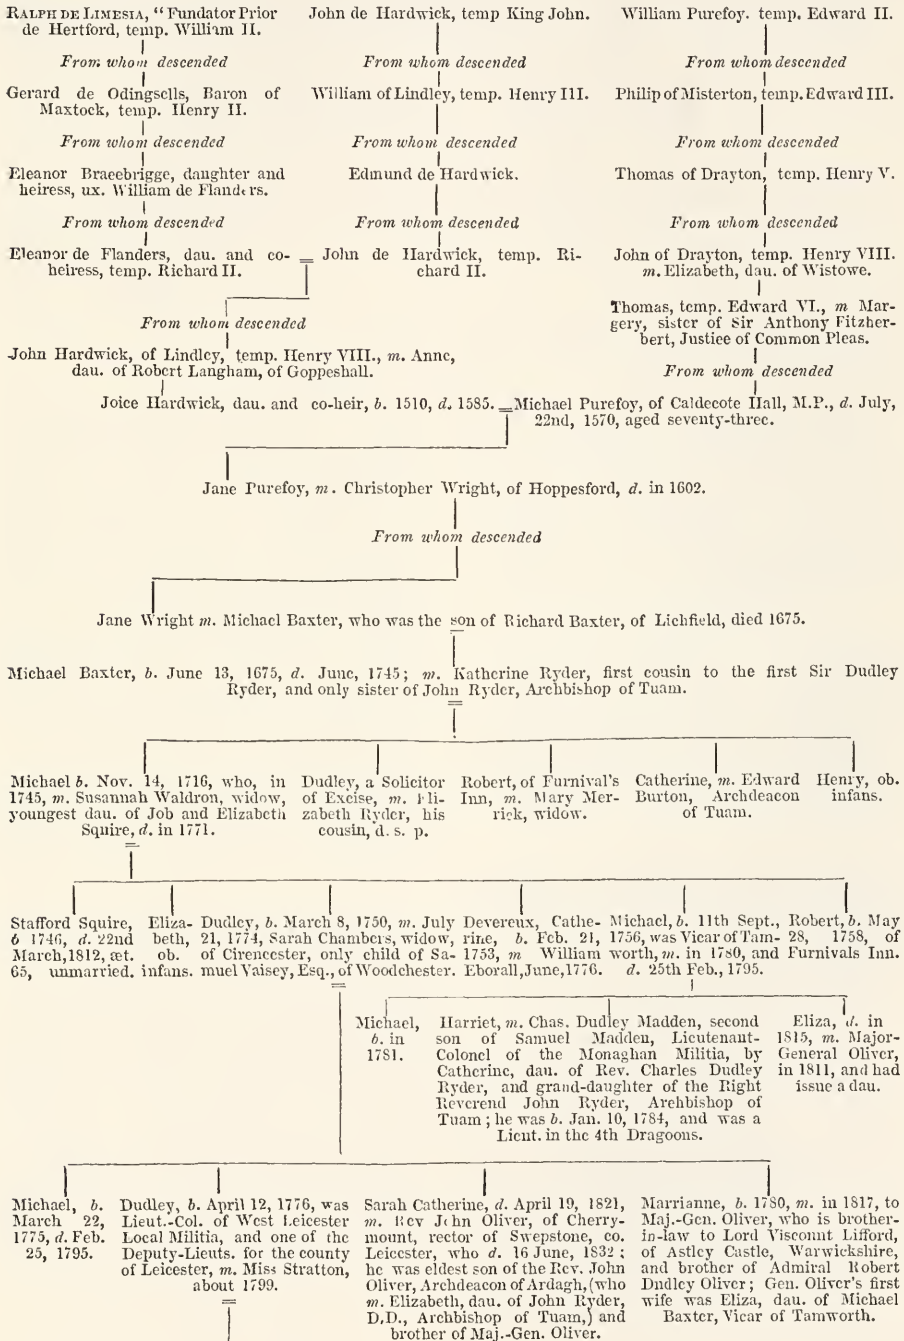 RALPH DE LIMESIA, “Fundator Prior
de Hertford, temp. William II.
From whom descended
Gerard de Odingsells, Baron of
Maxtock, temp. Henry II.
From whom descended
Eleanor Braeebrigge, daughter and
heiress, ux. William de Flanders.
From whom descended
Eleanor de Flanders, dau. and co-
heiress, temp. Richard II.
John de Hardwick, temp King John.
From whom descended
William of Lindley, temp. Henry III.
From whom descended
Edmund de Hardwick.
From whom descended
John de Hardwick, temp. Ri-
chard II.
William Purefoy. temp. Edward II.
From whom descended
Philip of Misterton, temp. Edward III.
From whom descended
Thomas of Drayton, temp. Henry V.
From whom descended
John of Drayton, temp. Henry VIII.
m. Elizabeth, dau. of Wistowe.
Thomas, temp. Edward VI., m Mar-
gery, sister of Sir Anthony Fitzher-
bert, Justice of Common Pleas.
From whom descended
From whom descended
John Hardwick, of Lindley, temp. Henry VIII., m. Anne,
dau. of Robert Langham, of Goppeshall.
Joice Hardwick, dau. and co-heir, b. 1510, d. 1585. = Michael Purefoy, of Caldecote Hall, M.P., d. July,
22nd, 1570, aged seventy-three.
Jane Purefoy, m. Christopher Wright, of Hoppesford, d. in 1602.
From whom descended
Jane Wright m. Michael Baxter, who was the son of Richard Baxter, of Lichfield, died 1675.
Michael Baxter, b. June 13, 1675, d. June, 1745; m. Katherine Ryder, first cousin to the first Sir Dudley
Ryder, and only sister of John Ryder, Archbishop of Tuam.
Michael b. Nov. 14, 1716, who, in
1745, m. Susannah Waldron, widow,
youngest dau. of Job and Elizabeth
Squire, d. in 1771.
Dudley, a Solicitor
of Excise, m. Eli-
zabeth Ryder, his
cousin, d. s. p.
Robert, of Furnival's
Inn, m. Mary Mer-
rick, widow.
Catherine, m. Edward
Burton, Archdeacon
of Tuam.
Henry, ob.
infans.
Stafford Squire,
b 1746, d. 22nd
March, 1812, æt.
65, unmarried.
Eliza-
beth,
ob.
infans.
Dudley, b. March 8, 1750, m. July
21, 1774, Sarah Chambers, widow,
of Cirencester, only child of Sa-
muel Vaisey, Esq., of Woodchester.
Devereux, Cathe-
rine, b. Feb. 21,
1753, m William
Eborall, June, 1776.
Michael, b. 11th Sept.,
1756, was Vicar of Tam-
worth, m. in 1780, and
d. 25th Feb., 1795.
Robert, b. May
28, 1758, of
Furnivals Inn.
Michael,
b. in
1781.
Harriet, m. Chas. Dudley Madden, second
son of Samuel Madden, Lieutenant-
Colonel of the Monaghan Militia, by
Catherine, dau. of Rev. Charles Dudley
Ryder, and grand-daughter of the Right
Reverend John Ryder, Archbishop of
Tuam; he was b. Jan. 10, 1784, and was a
Lieut. in the 4th Dragoons.
Eliza, d. in
1815, m. Major-
General Oliver,
in 1811, and had
issue a dau.
Michael, b.
March 22,
1775, d. Feb.
25, 1795.
Dudley, b. April 12, 1776, was
Lieut.-Col. of West Leicester
Local Militia, and one of the
Deputy-Lieuts. for the county
of Leicester, m. Miss Stratton,
about 1799.
Sarah Catherine, d. April 19, 1821,
m. Rev John Oliver, of Cherry-
mount, rector of Swepstone, co.
Leicester, who d. 16 June, 1832;
he was eldest son of the Rev. John
Oliver, Archdeacon of Ardagh, (who
m. Elizabeth, dau. of John Ryder,
D.D., Archbishop of Tuam,) and
brother of Maj.-Gen. Oliver.
Marrianne, b. 1780, m. in 1817, to
Maj.-Gen. Oliver, who is brother-
in-law to Lord Viscount Lifford,
of Astley Castle, Warwickshire,
and brother of Admiral Robert
Dudley Oliver; Gen. Oliver's first
wife was Eliza, dau. of Michael
Baxter, Vicar of Tamworth.